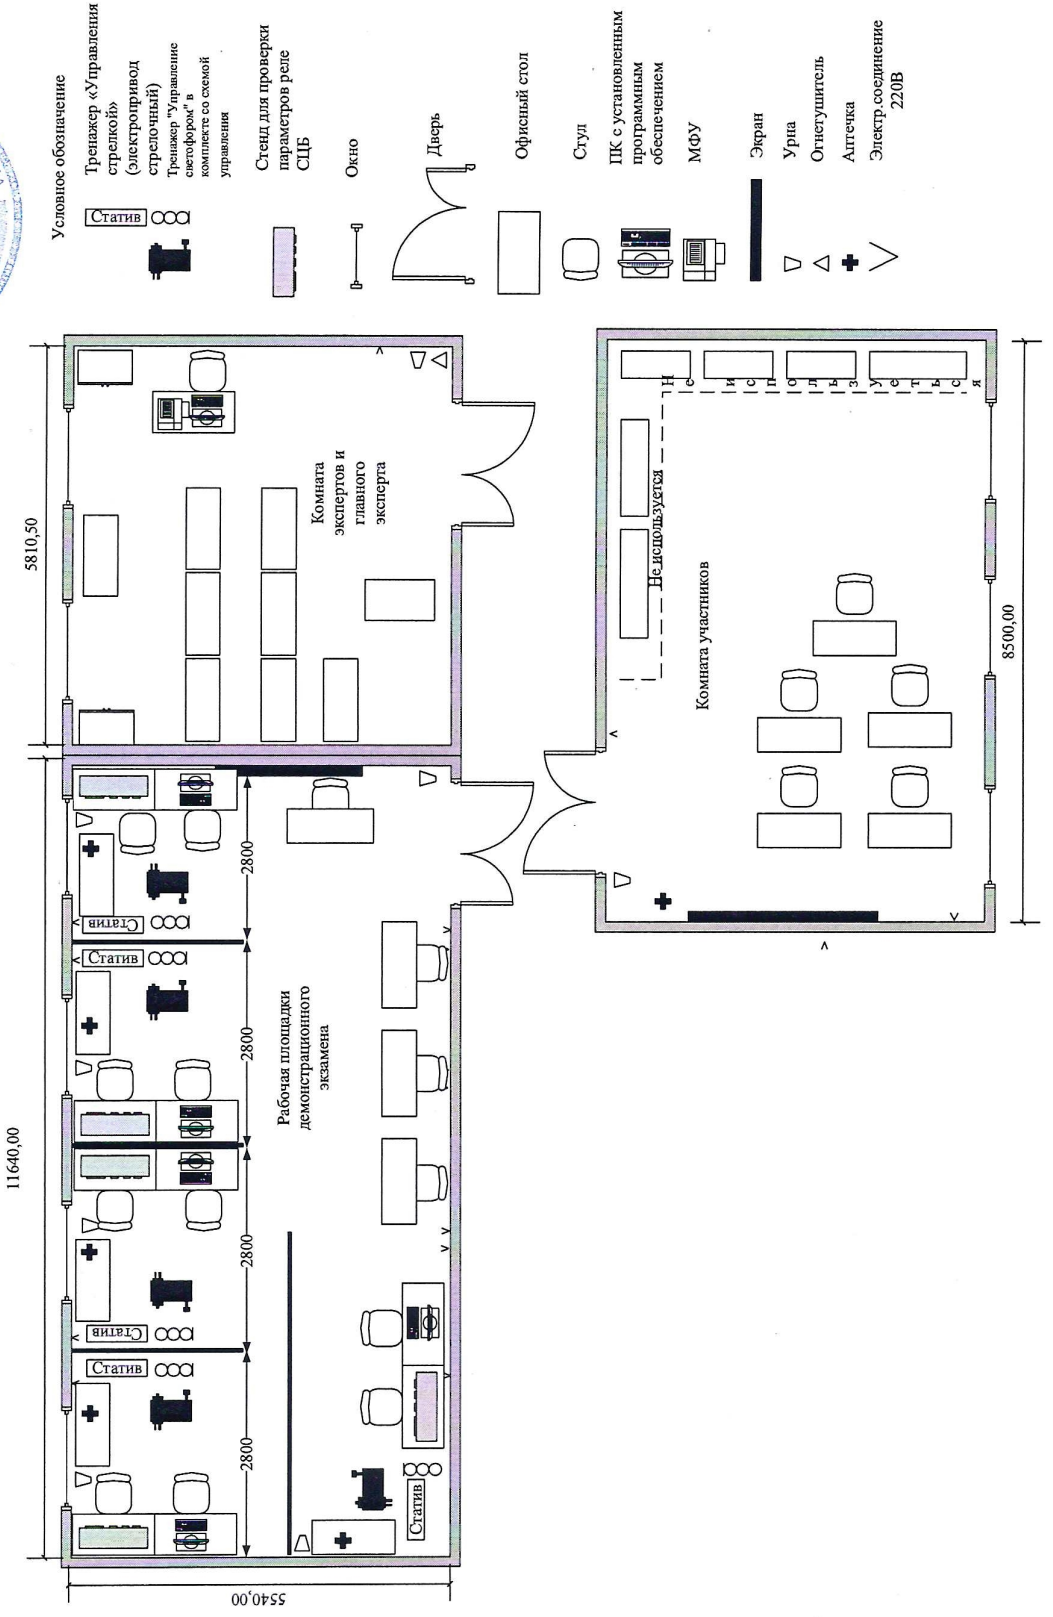 Условное обозначение
Тренажер «Управления
стрелкой»
(электропривод
стрелочный)
Тренажер "Управление
светофором" в
комплекте со схемой
управления
Статив
Стенд для проверки
параметров реле
СЦБ
Окно
Дверь
Офисный стол
Стул
ПК с установленным
программным
обеспечением
МФУ
Экран
Урна
Огнетушитель
Аптечка
Электр,соединение
220В
5810,50
Комната
экспертов и
главного
эксперта
11640,00
Статив
Статив
Статив
Статив
2800
2800
2800
2800
Рабочая площадки
демонстрационного
экзамена
Статив
5540,00
Не используется
Не используеться
Комната участников
8500,00